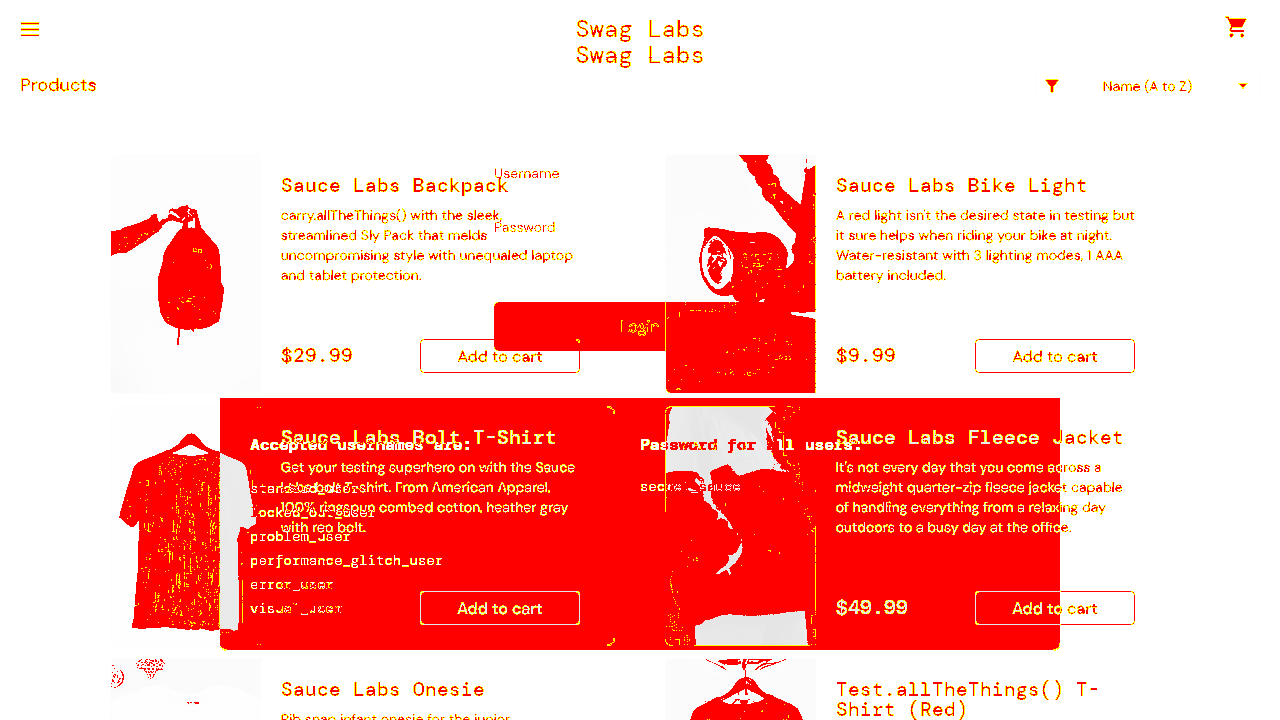 Swag Labs
Swag Labs
Products
Name (A to Z)
Username
Sauce Labs Backpack
carry.allTheThings() with the sleek,
streamlined Sly Pack that melds
uncompromising style with unequaled laptop
and tablet protection.
Password
Login
$29.99
Add to cart
Sauce Labs Bike Light
A red light isn't the desired state in testing but
it sure helps when riding your bike at night.
Water-resistant with 3 lighting modes, 1 AAA
battery included.
$9.99
Add to cart
Accepted usernames are:
Sauce Labs Bolt T-Shirt
Get your testing superhero on with the Sauce
Labs bolt T-shirt. From American Apparel,
100% ringspun combed cotton, heather gray
with red bolt.
standard_user
locked_out_user
problem_user
performance_glitch_user
error_user
visual_user
Add to cart
Password for all users:
secret_sauce
Sauce Labs Fleece Jacket
It's not every day that you come across a
midweight quarter-zip fleece jacket capable
of handling everything from a relaxing day
outdoors to a busy day at the office.
$49.99
Add to cart
Sauce Labs Onesie
Rib snap infant onesie for the junior
Test.allTheThings() T-
Shirt (Red)